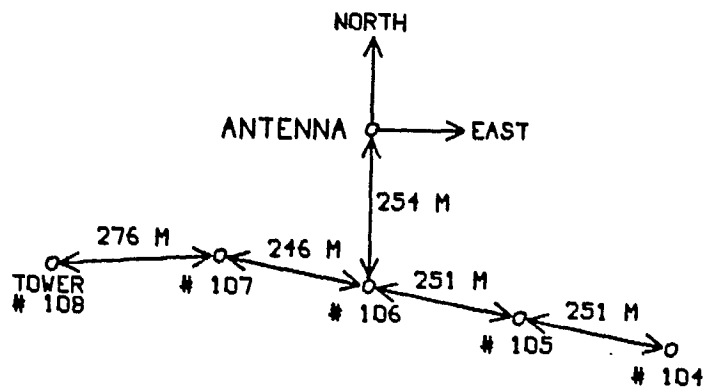 NORTH
ANTENNA
EAST
254 M
276 M
246 M
251 M
251 M
TOWER
# 108
# 107
# 106
# 105
# 104